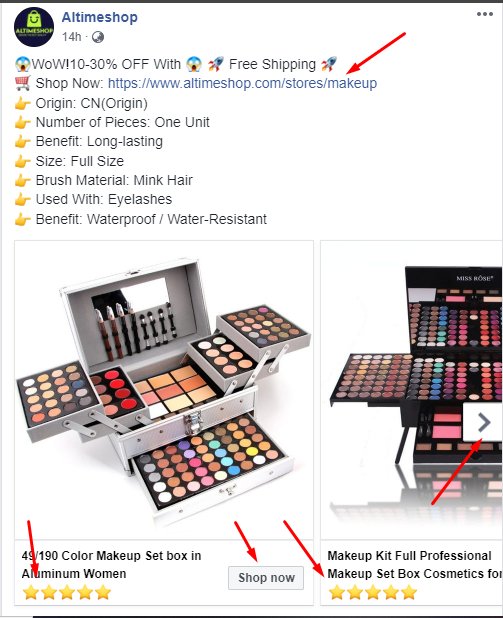 Altimeshop
ALTIMESHOP
14h ·
😱WoW!10-30% OFF With 😱 🚀 Free Shipping 🚀
🛒 Shop Now: https://www.altimeshop.com/stores/makeup
👉 Origin: CN(Origin)
👉 Number of Pieces: One Unit
👉 Benefit: Long-lasting
👉 Size: Full Size
👉 Brush Material: Mink Hair
👉 Used With: Eyelashes
👉 Benefit: Waterproof / Water-Resistant
MISS RÖSE
49/190 Color Makeup Set box in
Aluminum Women
Shop now
Makeup Kit Full Professional
Makeup Set Box Cosmetics for